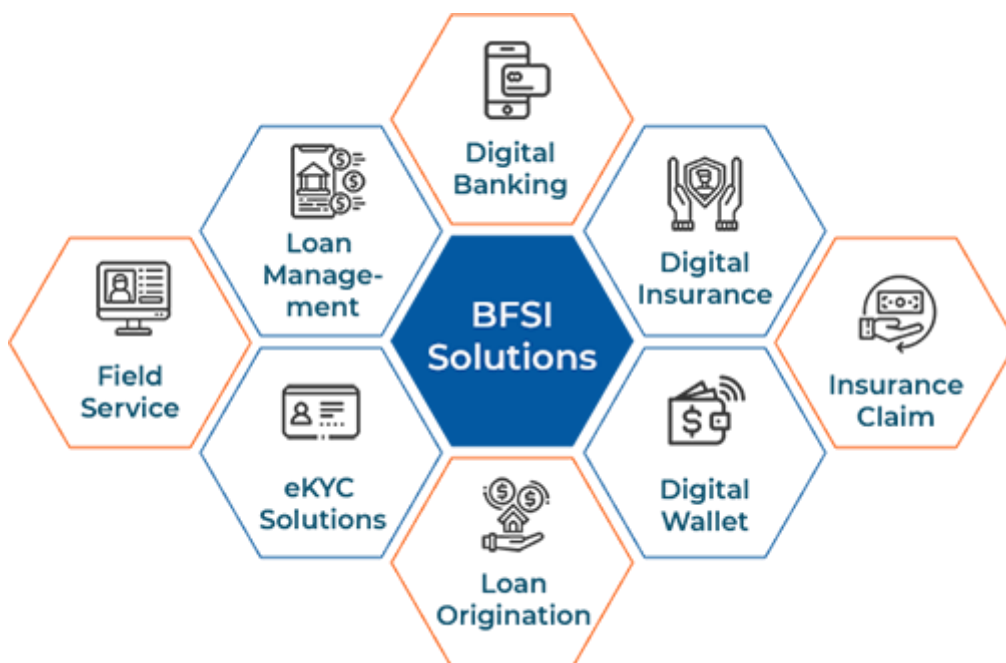 Digital
Banking
Loan
Manage-
ment
Digital
Insurance
Field
Service
BFSI
Solutions
Insurance
Claim
eKYC
Solutions
Digital
Wallet
Loan
Origination